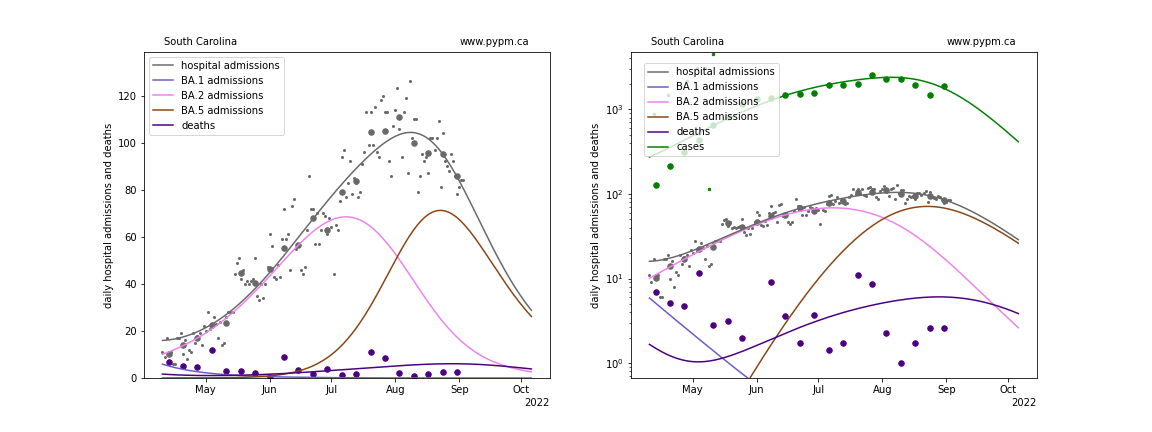 South Carolina www.pypm.ca
daily hospital admissions and deaths
hospital admissions
BA.1 admissions
BA.2 admissions
BA.5 admissions
deaths
120
100
80
60
40
20
0
May Jun Jul Aug Sep Oct
2022
South Carolina www.pypm.ca
daily hospital admissions and deaths
hospital admissions
BA.1 admissions
BA.2 admissions
BA.5 admissions
deaths
cases
10³
10²
10¹
10⁰
May Jun Jul Aug Sep Oct
2022